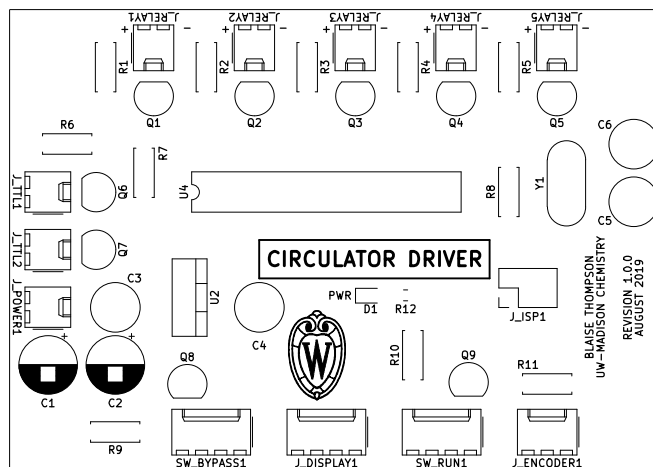 J_RELAY1
J_RELAY2
J_RELAY3
J_RELAY4
J_RELAY5
+ -
+ -
+ -
+ -
+ -
R1
R2
R3
R4
R5
Q1
Q2
Q3
Q4
Q5
C6
R6
R7
J_TTL1
Q6
U4
R8
Y1
C5
J_TTL2
Q7
CIRCULATOR DRIVER
J_POWER1
C3
U2
C4
PWR
D1
R12
J_ISP1
BLAISE THOMPSON
UW-MADISON CHEMISTRY
REVISION 1.0.0
AUGUST 2019
+
+
C1
C2
Q8
W
R10
Q9
R11
R9
SW_BYPASS1
J_DISPLAY1
SW_RUN1
J_ENCODER1